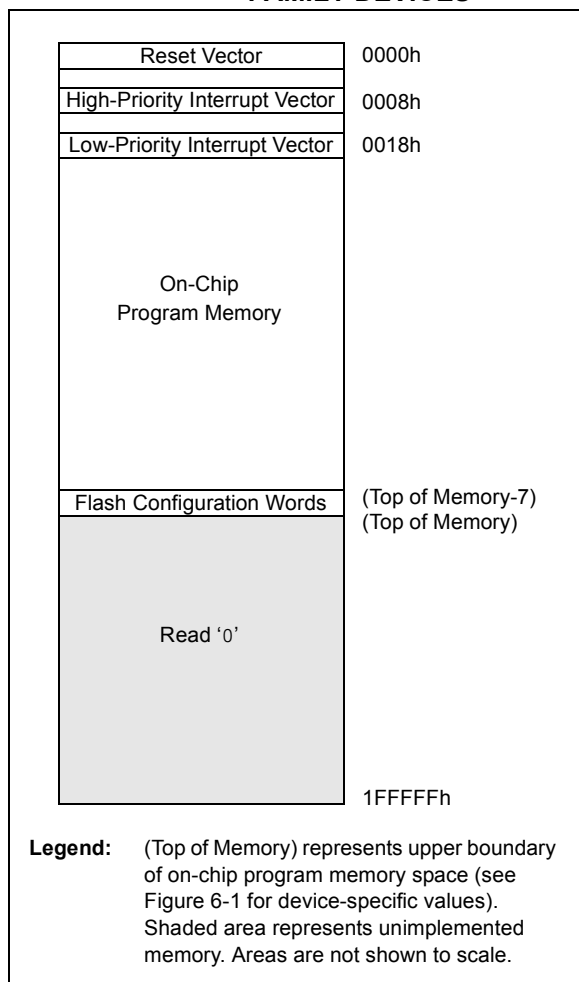 Reset Vector 0000h
High-Priority Interrupt Vector 0008h
Low-Priority Interrupt Vector 0018h
On-Chip
Program Memory
Flash Configuration Words (Top of Memory-7)
(Top of Memory)
Read ‘0’
1FFFFFh
Legend: (Top of Memory) represents upper boundary
of on-chip program memory space (see
Figure 6-1 for device-specific values).
Shaded area represents unimplemented
memory. Areas are not shown to scale.